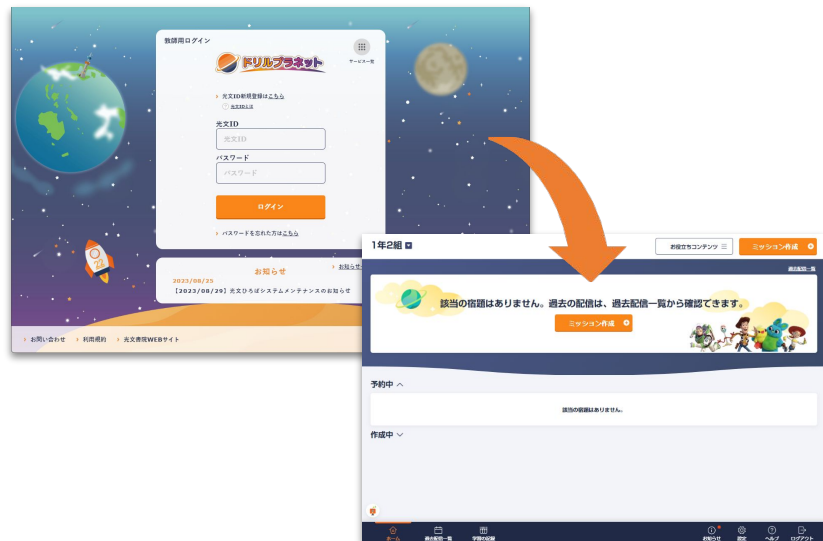 教師用ログイン
ドリルプラネット
サービス一覧
光文ID新規登録はこちら
光文IDとは
光文ID
光文ID
パスワード
パスワード
ログイン
パスワードを忘れた方はこちら
お知らせ
お知らせ
2023/08/25
【2023/08/29】光文ひろばシステムメンテナンスのお知らせ
お問い合わせ
利用規約
光文書院WEBサイト
1年2組
お役立ちコンテンツ
ミッション作成
過去配信一覧
該当の宿題はありません。過去の配信は、過去配信一覧から確認できます。
ミッション作成
予約中
該当の宿題はありません。
作成中
ホーム
過去配信一覧
学習の記録
お知らせ
設定
ヘルプ
ログアウト